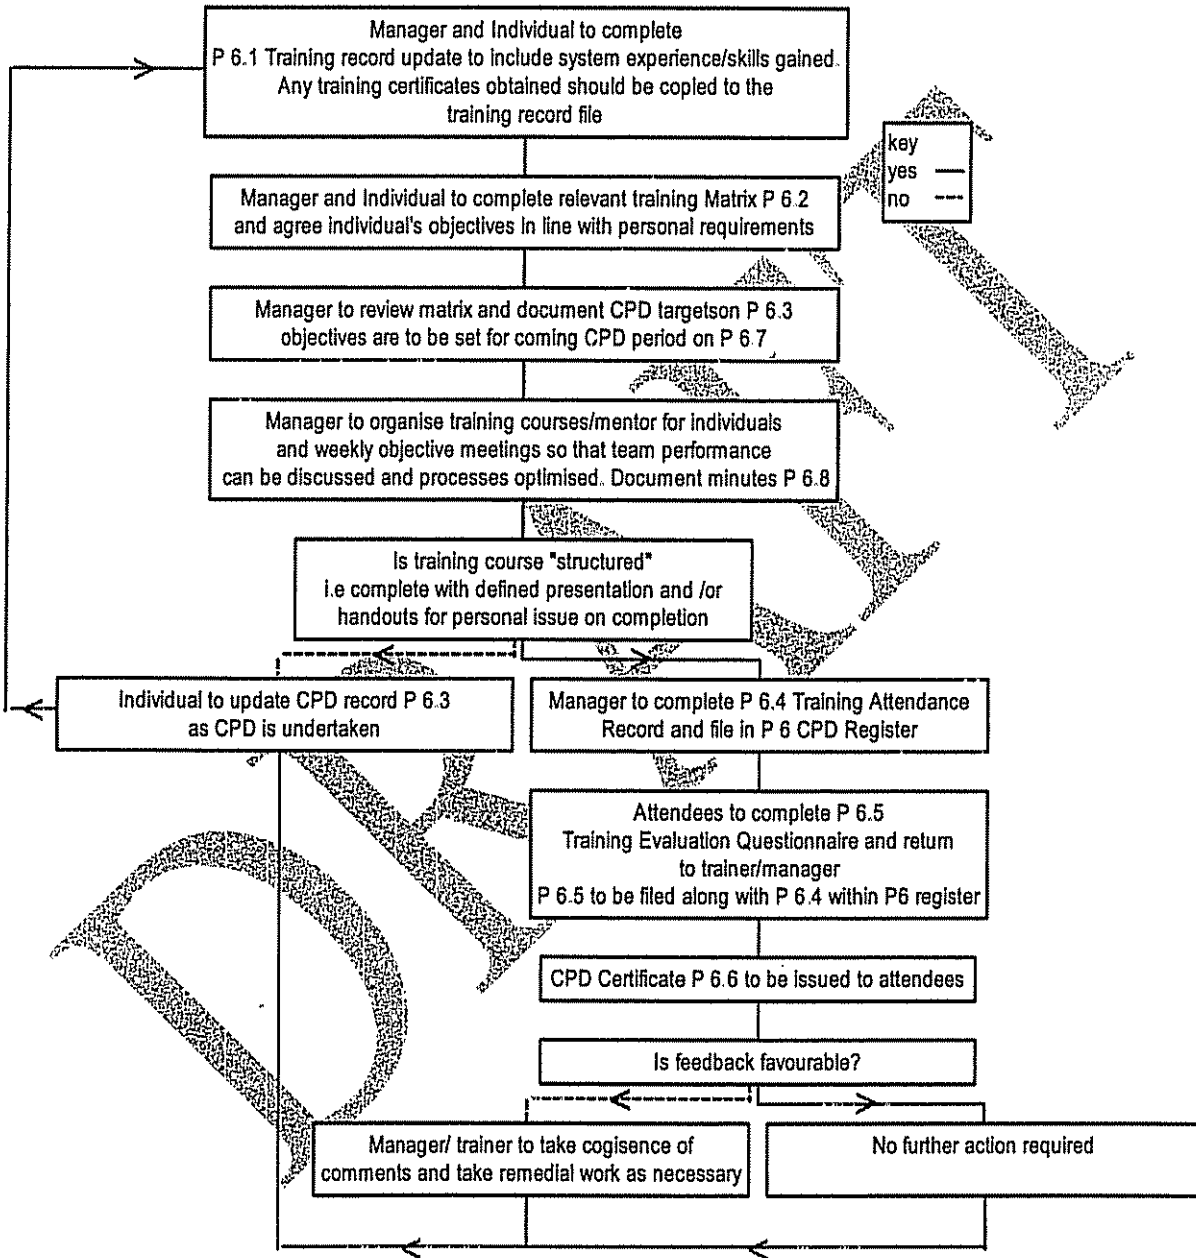 Manager and Individual to complete
P 6.1 Training record update to include system experience/skills gained.
Any training certificates obtained should be copied to the
training record file
key
yes
no
Manager and Individual to complete relevant training Matrix P 6.2
and agree individual's objectives in line with personal requirements
Manager to review matrix and document CPD targetson P 6.3
objectives are to be set for coming CPD period on P 6.7
Manager to organise training courses/mentor for individuals
and weekly objective meetings so that team performance
can be discussed and processes optimised. Document minutes P 6.8
Is training course "structured"
i.e complete with defined presentation and /or
handouts for personal issue on completion
Individual to update CPD record P 6.3
as CPD is undertaken
Manager to complete P 6.4 Training Attendance
Record and file in P 6 CPD Register
Attendees to complete P 6.5
Training Evaluation Questionnaire and return
to trainer/manager
P 6.5 to be filed along with P 6.4 within P6 register
CPD Certificate P 6.6 to be issued to attendees
Is feedback favourable?
Manager/ trainer to take cogisence of
comments and take remedial work as necessary
No further action required
DRAFT